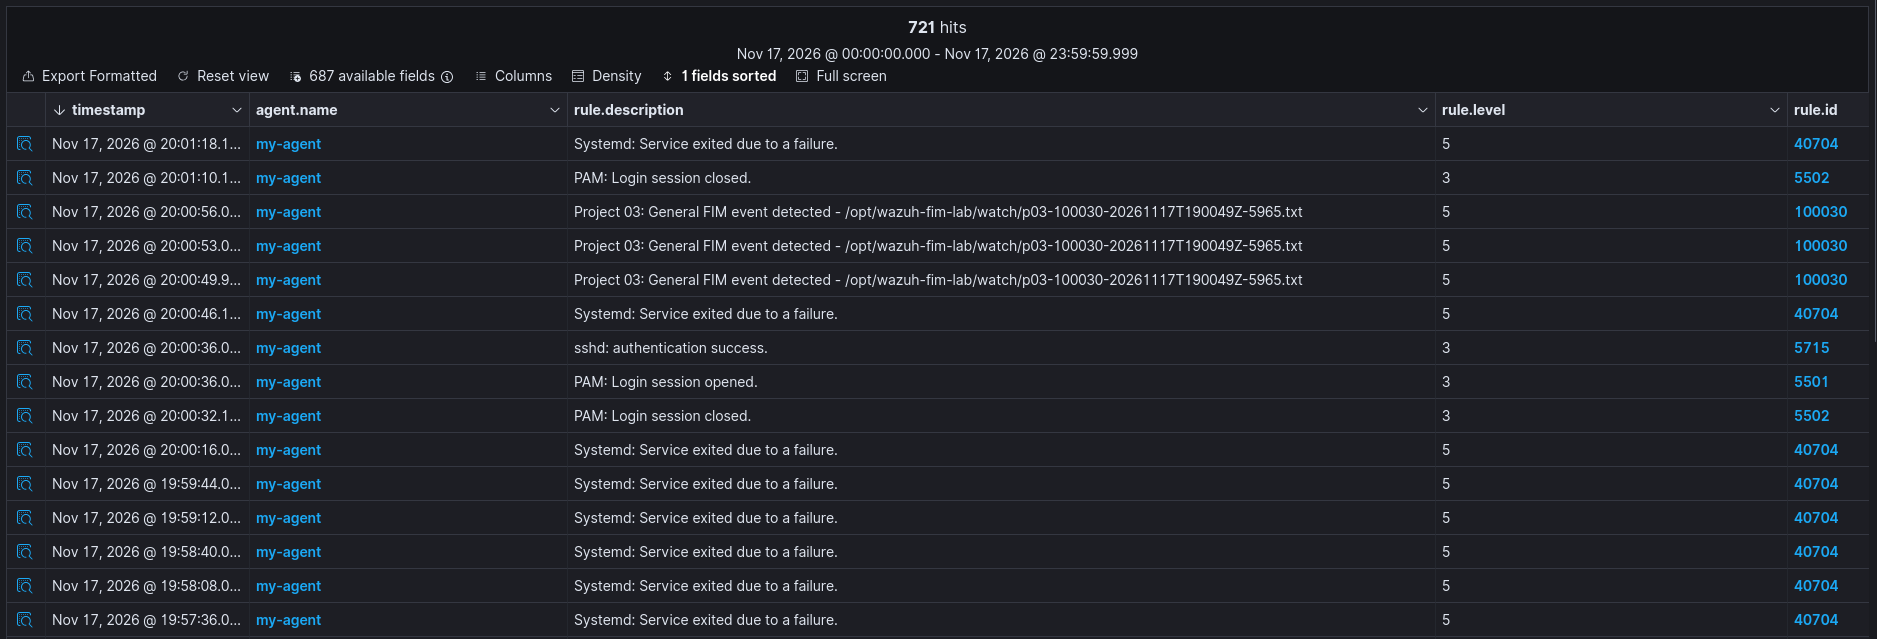 721 hits
Nov 17, 2026 @ 00:00:00.000 - Nov 17, 2026 @ 23:59:59.999
Export Formatted Reset view 687 available fields Columns Density 1 fields sorted Full screen
timestamp agent.name rule.description rule.level rule.id
Nov 17, 2026 @ 20:01:18.1... my-agent Systemd: Service exited due to a failure. 5 40704
Nov 17, 2026 @ 20:01:10.1... my-agent PAM: Login session closed. 3 5502
Nov 17, 2026 @ 20:00:56.0... my-agent Project 03: General FIM event detected - /opt/wazuh-fim-lab/watch/p03-100030-20261117T190049Z-5965.txt 5 100030
Nov 17, 2026 @ 20:00:53.0... my-agent Project 03: General FIM event detected - /opt/wazuh-fim-lab/watch/p03-100030-20261117T190049Z-5965.txt 5 100030
Nov 17, 2026 @ 20:00:49.9... my-agent Project 03: General FIM event detected - /opt/wazuh-fim-lab/watch/p03-100030-20261117T190049Z-5965.txt 5 100030
Nov 17, 2026 @ 20:00:46.1... my-agent Systemd: Service exited due to a failure. 5 40704
Nov 17, 2026 @ 20:00:36.0... my-agent sshd: authentication success. 3 5715
Nov 17, 2026 @ 20:00:36.0... my-agent PAM: Login session opened. 3 5501
Nov 17, 2026 @ 20:00:32.1... my-agent PAM: Login session closed. 3 5502
Nov 17, 2026 @ 20:00:16.0... my-agent Systemd: Service exited due to a failure. 5 40704
Nov 17, 2026 @ 19:59:44.0... my-agent Systemd: Service exited due to a failure. 5 40704
Nov 17, 2026 @ 19:59:12.0... my-agent Systemd: Service exited due to a failure. 5 40704
Nov 17, 2026 @ 19:58:40.0... my-agent Systemd: Service exited due to a failure. 5 40704
Nov 17, 2026 @ 19:58:08.0... my-agent Systemd: Service exited due to a failure. 5 40704
Nov 17, 2026 @ 19:57:36.0... my-agent Systemd: Service exited due to a failure. 5 40704